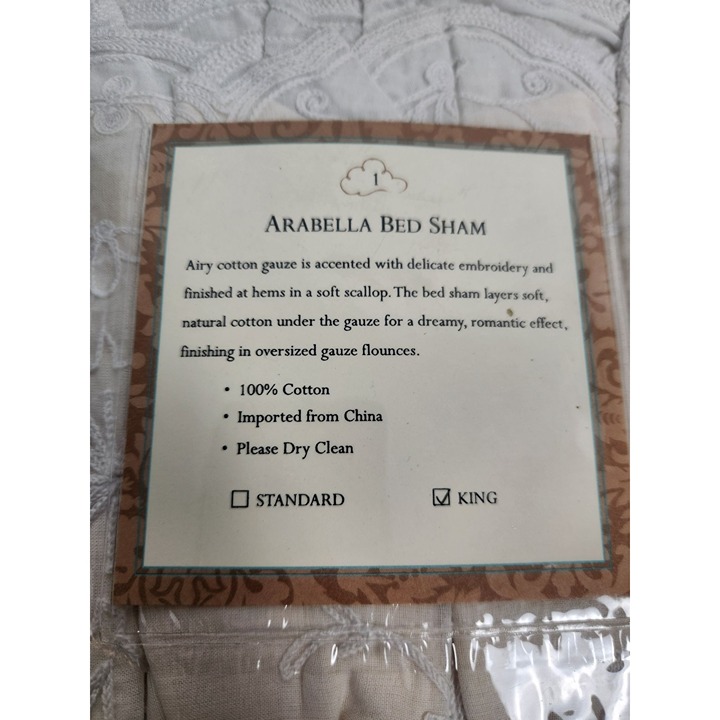 1
ARABELLA BED SHAM
Airy cotton gauze is accented with delicate embroidery and
finished at hems in a soft scallop. The bed sham layers soft,
natural cotton under the gauze for a dreamy, romantic effect,
finishing in oversized gauze flounces.
• 100% Cotton
• Imported from China
• Please Dry Clean
☐ STANDARD ☑ KING